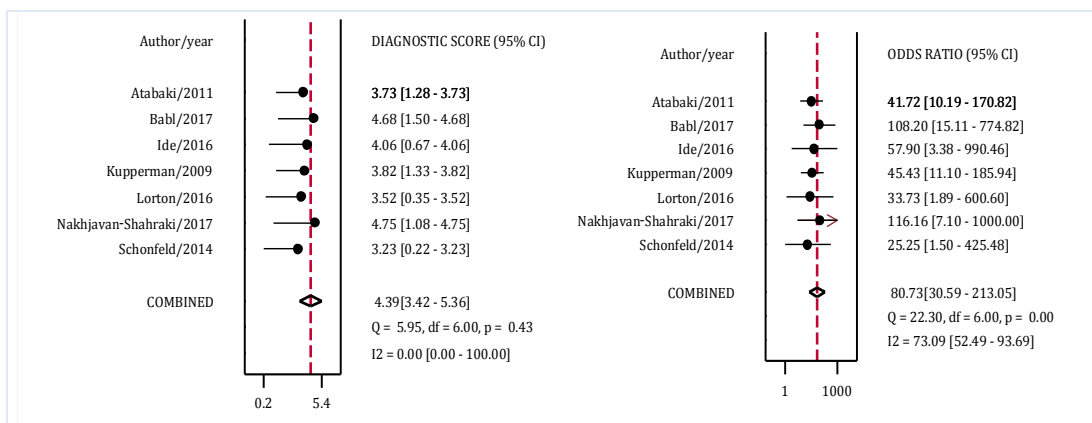 Author/year DIAGNOSTIC SCORE (95% CI)
Atabaki/2011 3.73 [1.28 - 3.73]
Babl/2017 4.68 [1.50 - 4.68]
Ide/2016 4.06 [0.67 - 4.06]
Kupperman/2009 3.82 [1.33 - 3.82]
Lorton/2016 3.52 [0.35 - 3.52]
Nakhjavan-Shahraki/2017 4.75 [1.08 - 4.75]
Schonfeld/2014 3.23 [0.22 - 3.23]
COMBINED 4.39[3.42 - 5.36]
Q = 5.95, df = 6.00, p = 0.43
I2 = 0.00 [0.00 - 100.00]
0.2 5.4
Author/year ODDS RATIO (95% CI)
Atabaki/2011 41.72 [10.19 - 170.82]
Babl/2017 108.20 [15.11 - 774.82]
Ide/2016 57.90 [3.38 - 990.46]
Kupperman/2009 45.43 [11.10 - 185.94]
Lorton/2016 33.73 [1.89 - 600.60]
Nakhjavan-Shahraki/2017 116.16 [7.10 - 1000.00]
Schonfeld/2014 25.25 [1.50 - 425.48]
COMBINED 80.73[30.59 - 213.05]
Q = 22.30, df = 6.00, p = 0.00
I2 = 73.09 [52.49 - 93.69]
1 1000